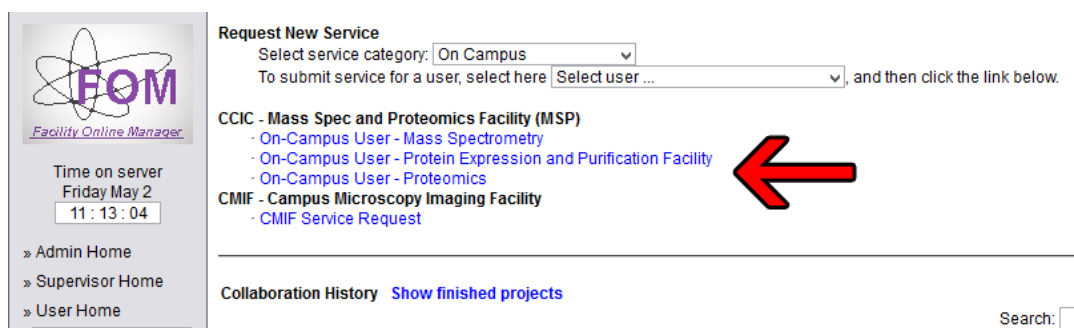 FOM
Facility Online Manager
Time on server
Friday May 2
11 : 13 : 04
» Admin Home
» Supervisor Home
» User Home
Request New Service
Select service category: On Campus
To submit service for a user, select here Select user ... , and then click the link below.
CCIC - Mass Spec and Proteomics Facility (MSP)
· On-Campus User - Mass Spectrometry
· On-Campus User - Protein Expression and Purification Facility
· On-Campus User - Proteomics
CMIF - Campus Microscopy Imaging Facility
· CMIF Service Request
Collaboration History Show finished projects
Search: